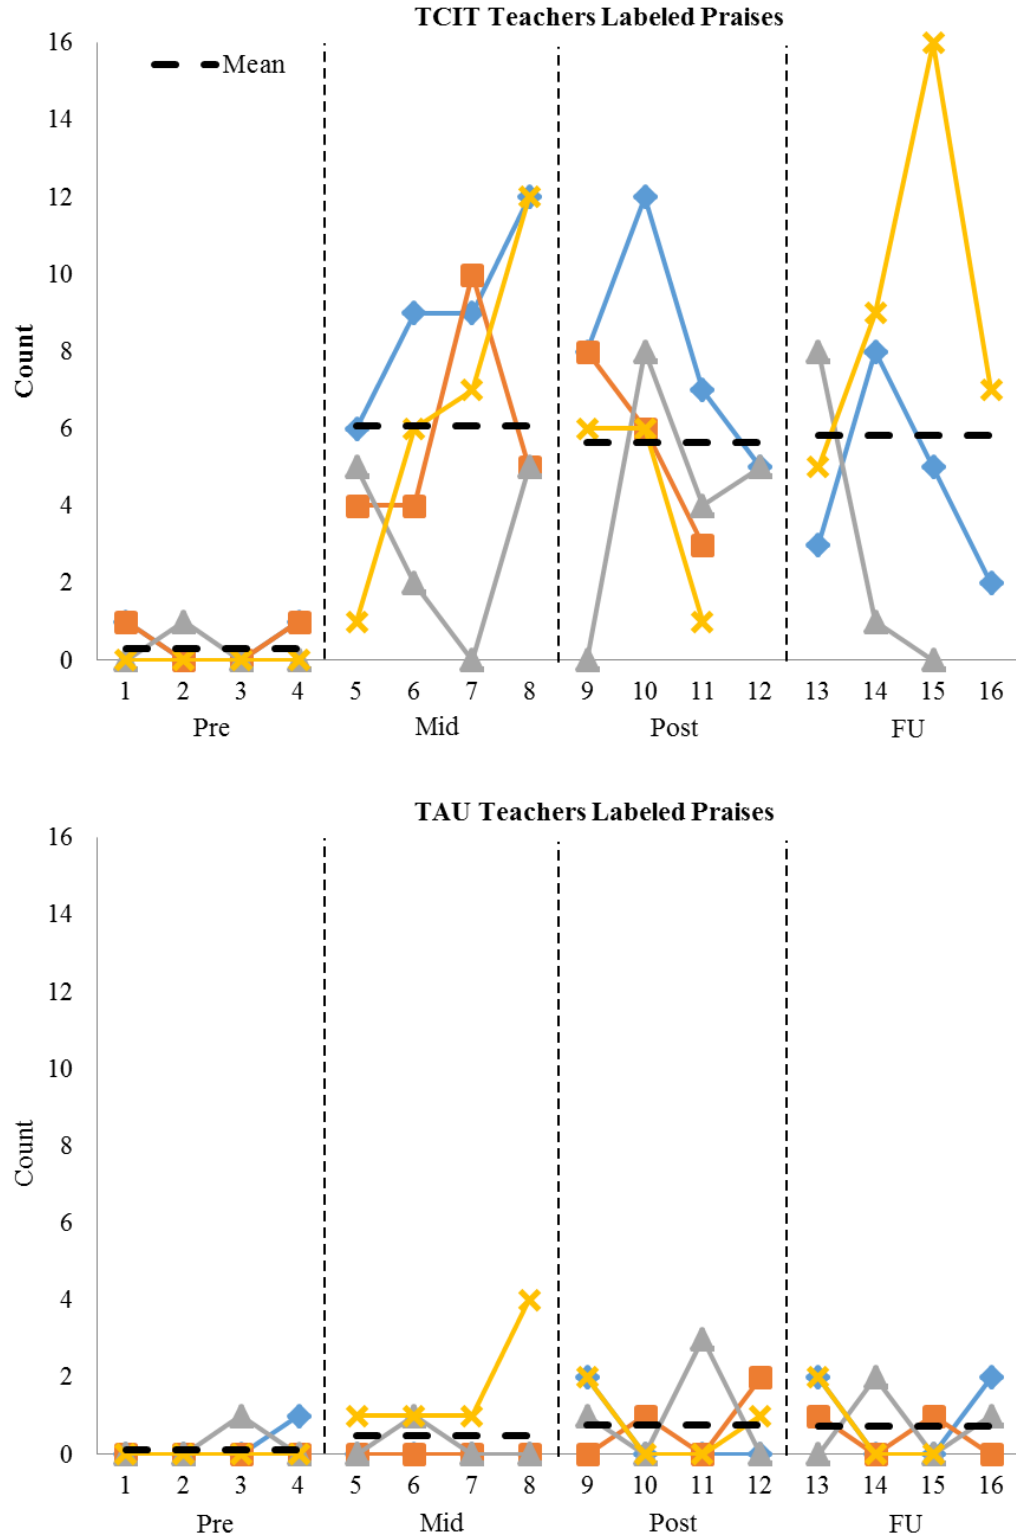 TCIT Teachers Labeled Praises
16
Mean
14
12
10
8
6
4
2
0
Count
1 2 3 4 5 6 7 8 9 10 11 12 13 14 15 16
Pre Mid Post FU
TAU Teachers Labeled Praises
16
14
12
10
8
6
4
2
0
Count
1 2 3 4 5 6 7 8 9 10 11 12 13 14 15 16
Pre Mid Post FU